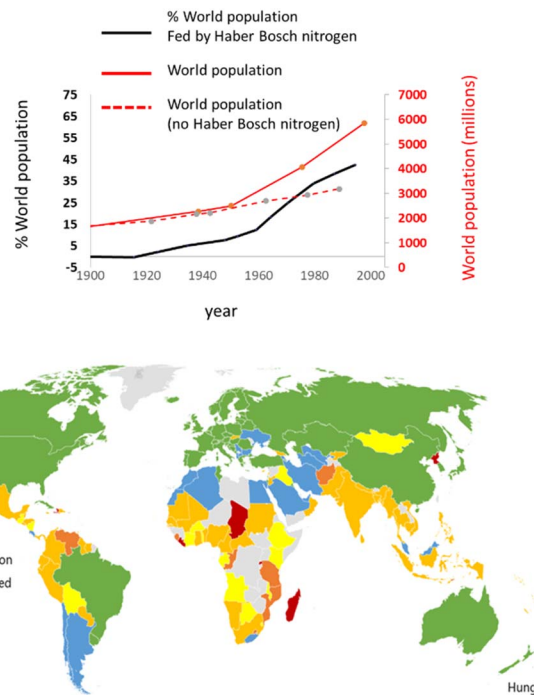 % World population
Fed by Haber Bosch nitrogen
World population
World population
(no Haber Bosch nitrogen)
% World population
75
65
55
45
35
25
15
5
-5
7000
6000
5000
4000
3000
2000
1000
0
World population (millions)
1900
1920
1940
1960
1980
2000
year
on
ed
Hung